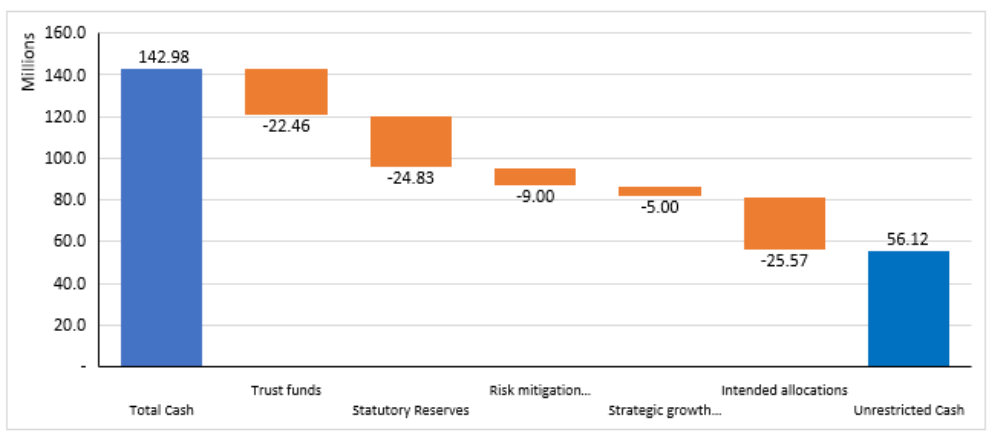 Millions
160.0
140.0
120.0
100.0
80.0
60.0
40.0
20.0
-
142.98
-22.46
-24.83
-9.00
-5.00
-25.57
56.12
Trust funds
Risk mitigation...
Intended allocations
Total Cash
Statutory Reserves
Strategic growth...
Unrestricted Cash